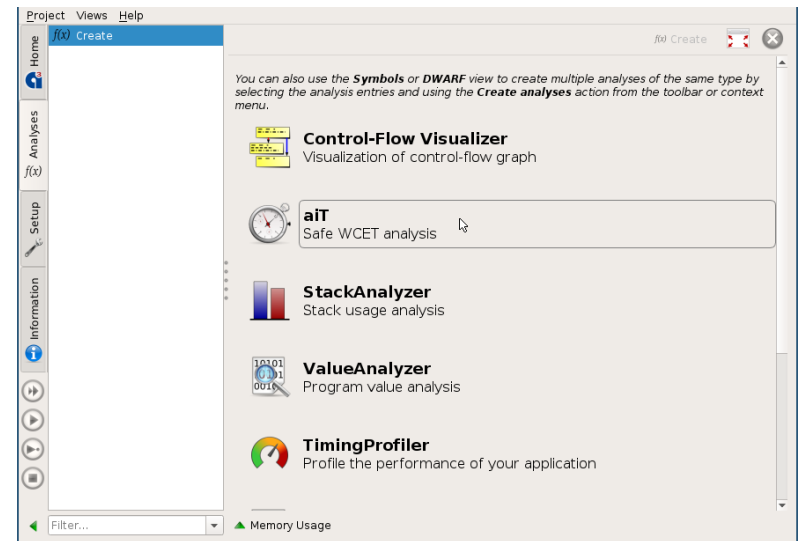 Project Views Help
Home
Analyses
f(x)
Setup
Information
f(x) Create
f(x) Create
You can also use the Symbols or DWARF view to create multiple analyses of the same type by
selecting the analysis entries and using the Create analyses action from the toolbar or context
menu.
Control-Flow Visualizer
Visualization of control-flow graph
aiT
Safe WCET analysis
StackAnalyzer
Stack usage analysis
ValueAnalyzer
Program value analysis
TimingProfiler
Profile the performance of your application
Filter...
Memory Usage